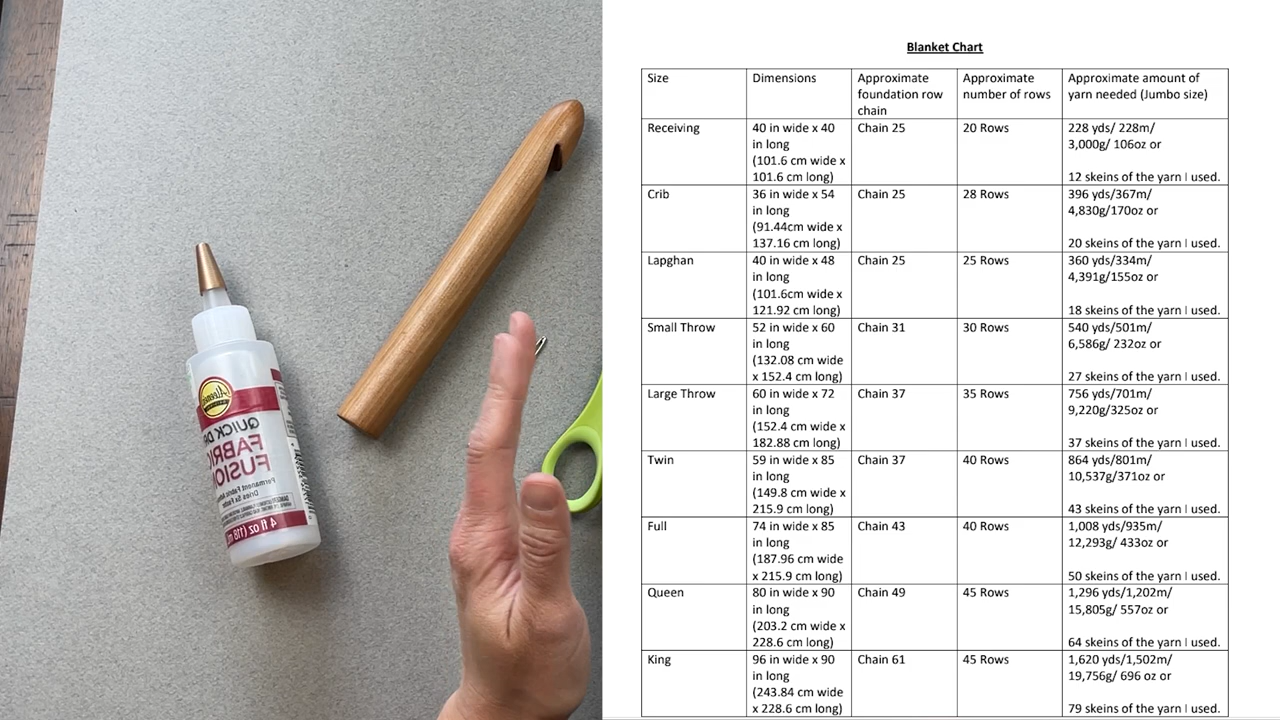 Aleene's
QUICK DR
FABRI
FUSION
Permanent Fabric
Dries 5x Faster
4 fl oz (118 mL
Blanket Chart
Size
Dimensions
Approximate
foundation row
chain
Approximate
number of rows
Approximate amount of
yarn needed (Jumbo size)
Receiving
40 in wide x 40
in long
(101.6 cm wide x
101.6 cm long)
Chain 25
20 Rows
228 yds/ 228m/
3,000g/ 106oz or
12 skeins of the yarn I used.
Crib
36 in wide x 54
in long
(91.44cm wide x
137.16 cm long)
Chain 25
28 Rows
396 yds/367m/
4,830g/170oz or
20 skeins of the yarn I used.
Lapghan
40 in wide x 48
in long
(101.6cm wide x
121.92 cm long)
Chain 25
25 Rows
360 yds/334m/
4,391g/155oz or
18 skeins of the yarn I used.
Small Throw
52 in wide x 60
in long
(132.08 cm wide
x 152.4 cm long)
Chain 31
30 Rows
540 yds/501m/
6,586g/ 232oz or
27 skeins of the yarn I used.
Large Throw
60 in wide x 72
in long
(152.4 cm wide x
182.88 cm long)
Chain 37
35 Rows
756 yds/701m/
9,220g/325oz or
37 skeins of the yarn I used.
Twin
59 in wide x 85
in long
(149.8 cm wide x
215.9 cm long)
Chain 37
40 Rows
864 yds/801m/
10,537g/371oz or
43 skeins of the yarn I used.
Full
74 in wide x 85
in long
(187.96 cm wide
x 215.9 cm long)
Chain 43
40 Rows
1,008 yds/935m/
12,293g/ 433oz or
50 skeins of the yarn I used.
Queen
80 in wide x 90
in long
(203.2 cm wide x
228.6 cm long)
Chain 49
45 Rows
1,296 yds/1,202m/
15,805g/ 557oz or
64 skeins of the yarn I used.
King
96 in wide x 90
in long
(243.84 cm wide
x 228.6 cm long)
Chain 61
45 Rows
1,620 yds/1,502m/
19,756g/ 696 oz or
79 skeins of the yarn I used.